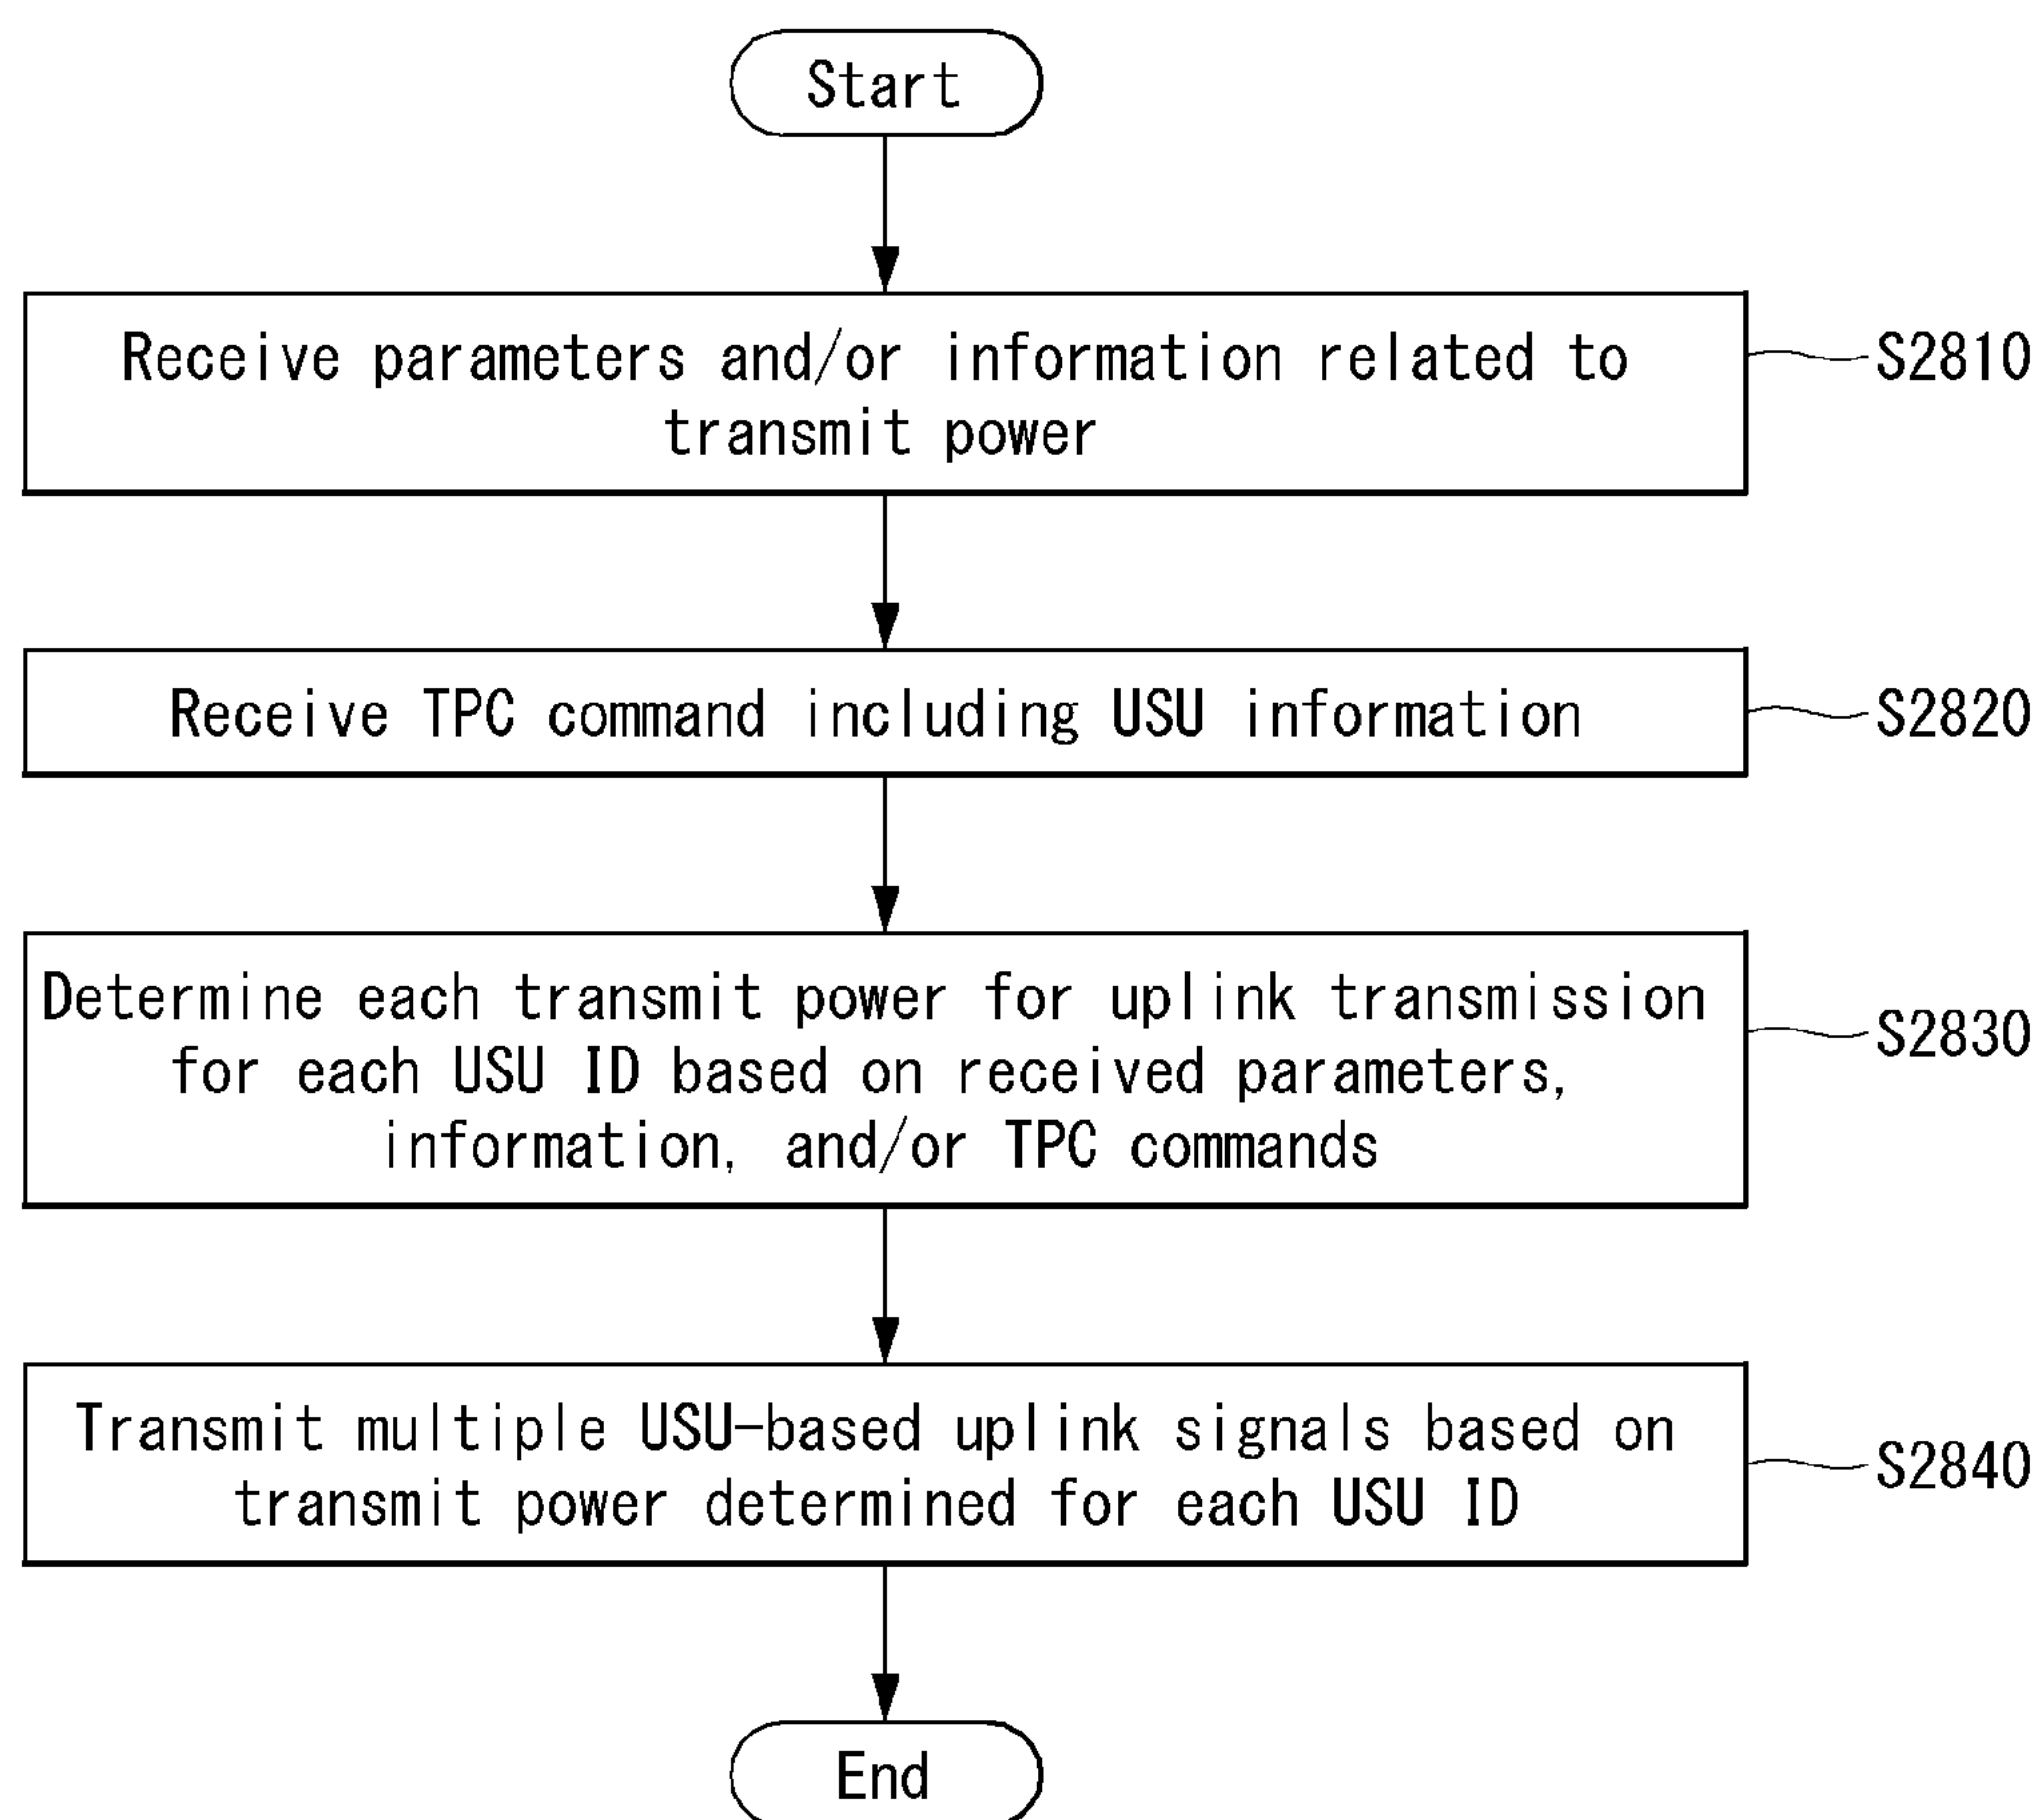 Start
Receive parameters and/or information related to
transmit power
S2810
Receive TPC command including USU information
S2820
Determine each transmit power for uplink transmission
for each USU ID based on received parameters,
information, and/or TPC commands
S2830
Transmit multiple USU-based uplink signals based on
transmit power determined for each USU ID
S2840
End